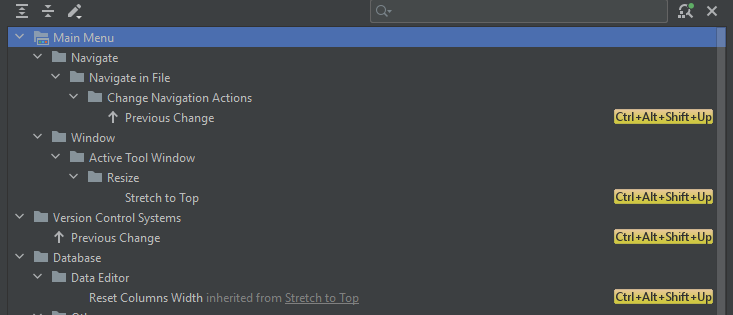 Main Menu
Navigate
Navigate in File
Change Navigation Actions
Previous Change Ctrl+Alt+Shift+Up
Window
Active Tool Window
Resize
Stretch to Top Ctrl+Alt+Shift+Up
Version Control Systems
Previous Change Ctrl+Alt+Shift+Up
Database
Data Editor
Reset Columns Width inherited from Stretch to Top Ctrl+Alt+Shift+Up